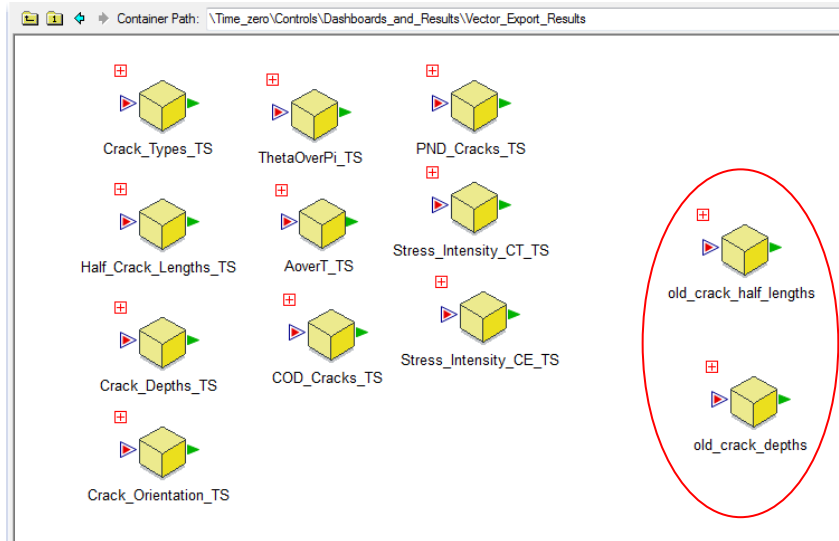 Container Path: \Time_zero\Controls\Dashboards_and_Results\Vector_Export_Results
Crack_Types_TS
ThetaOverPi_TS
PND_Cracks_TS
Half_Crack_Lengths_TS
AoverT_TS
Stress_Intensity_CT_TS
old_crack_half_lengths
Crack_Depths_TS
COD_Cracks_TS
Stress_Intensity_CE_TS
old_crack_depths
Crack_Orientation_TS